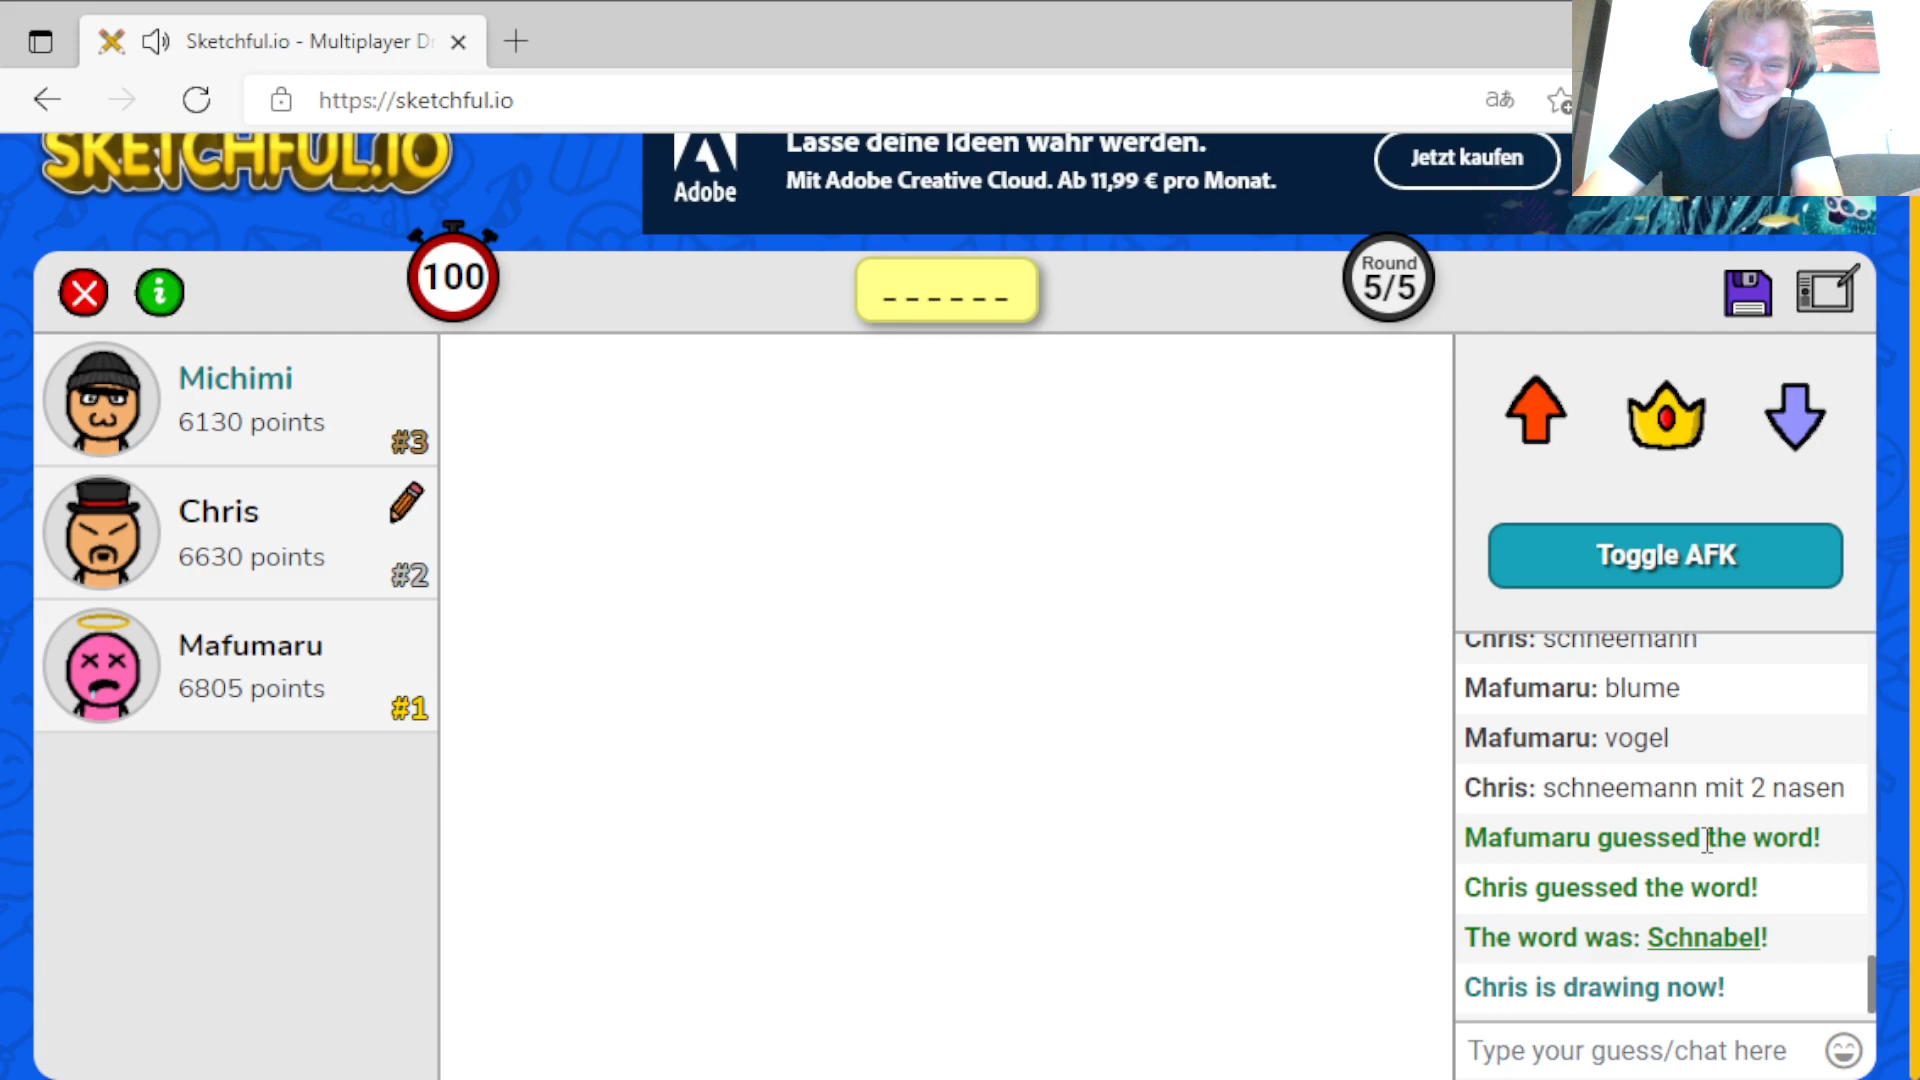 Sketchful.io - Multiplayer Dr
https://sketchful.io
aあ
SKETCHFUL.IO
Adobe
Lasse deine Ideen wahr werden.
Mit Adobe Creative Cloud. Ab 11,99 € pro Monat.
Jetzt kaufen
100
_ _ _ _ _ _
Round
5/5
Michimi
6130 points
#3
Chris
6630 points
#2
Mafumaru
6805 points
#1
Toggle AFK
Chris: schneemann
Mafumaru: blume
Mafumaru: vogel
Chris: schneemann mit 2 nasen
Mafumaru guessed the word!
Chris guessed the word!
The word was: Schnabel!
Chris is drawing now!
Type your guess/chat here